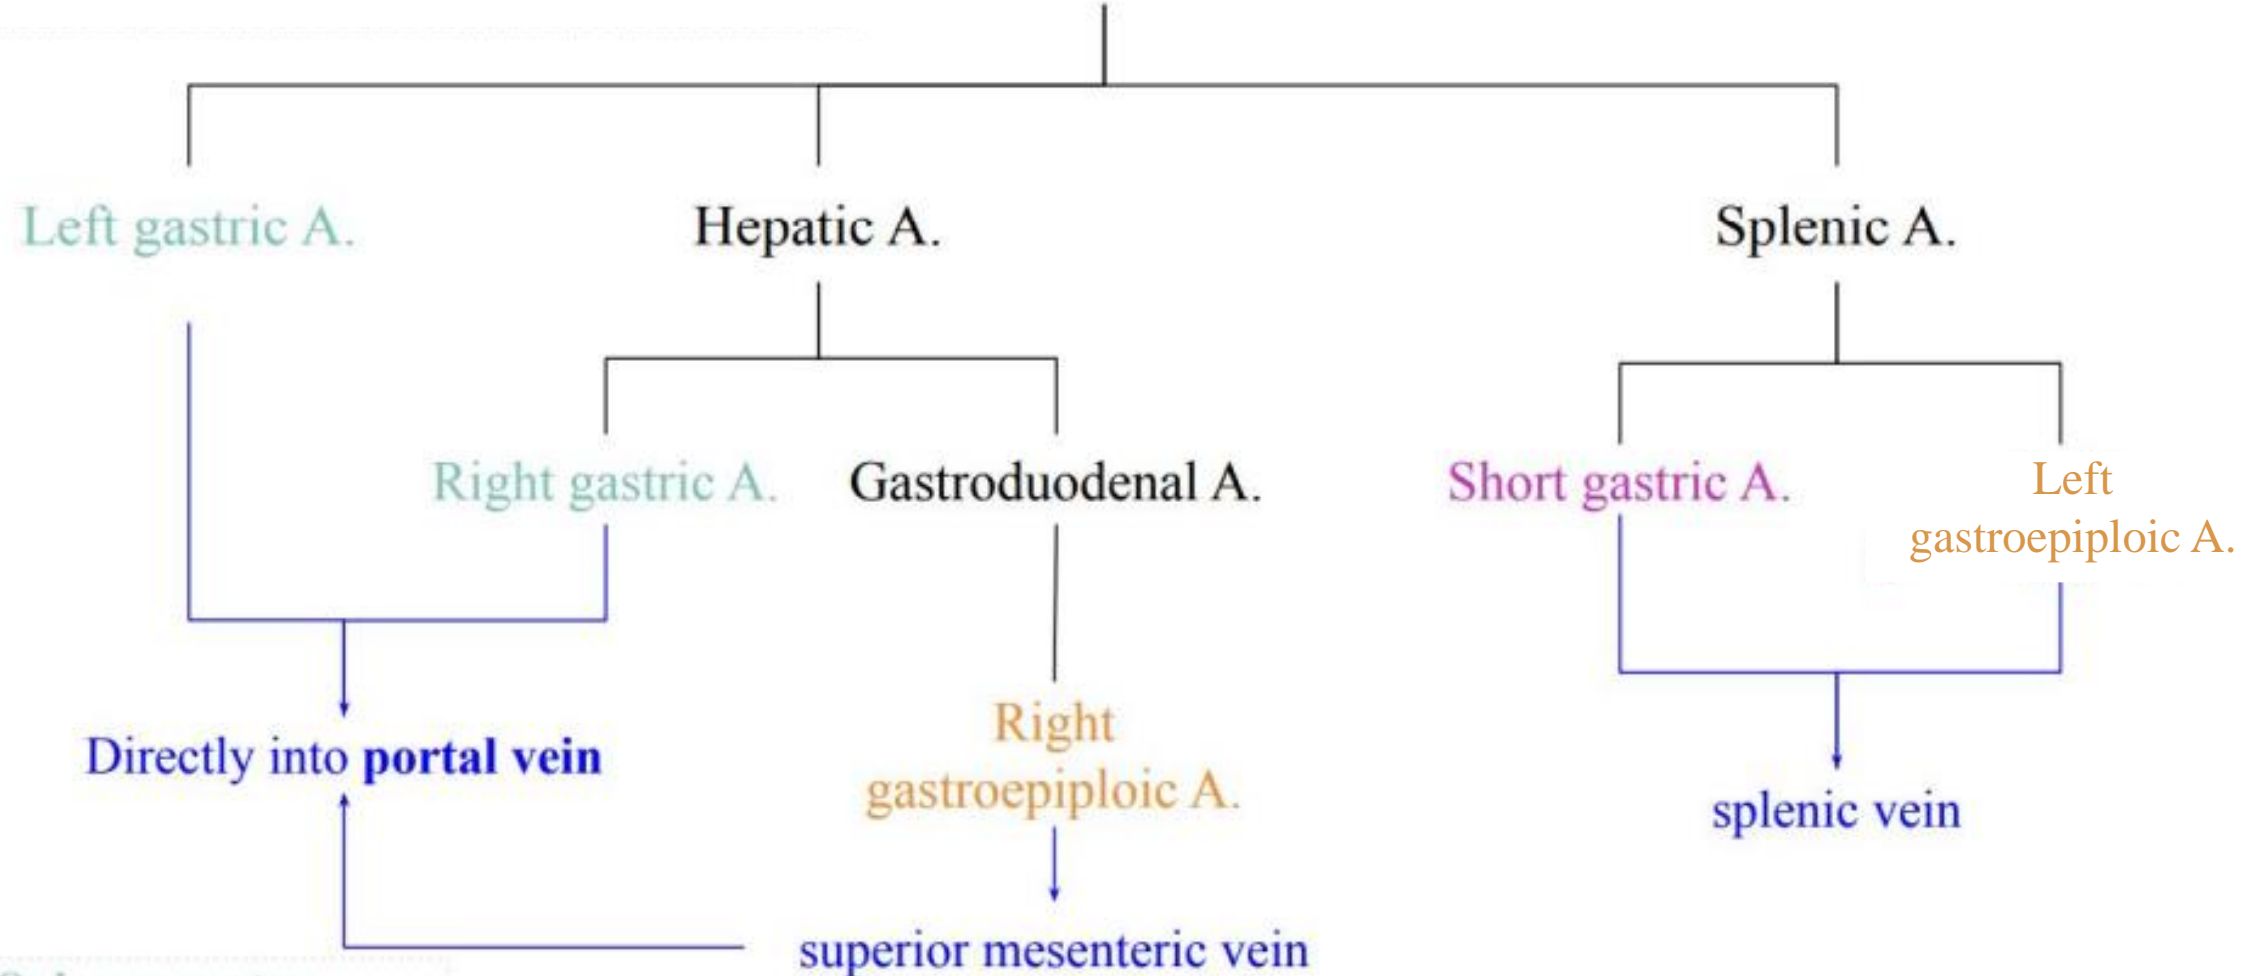 Left gastric A.
Hepatic A.
Splenic A.
Right gastric A.
Gastroduodenal A.
Short gastric A.
Left
gastroepiploic A.
Right
gastroepiploic A.
Directly into portal vein
splenic vein
superior mesenteric vein